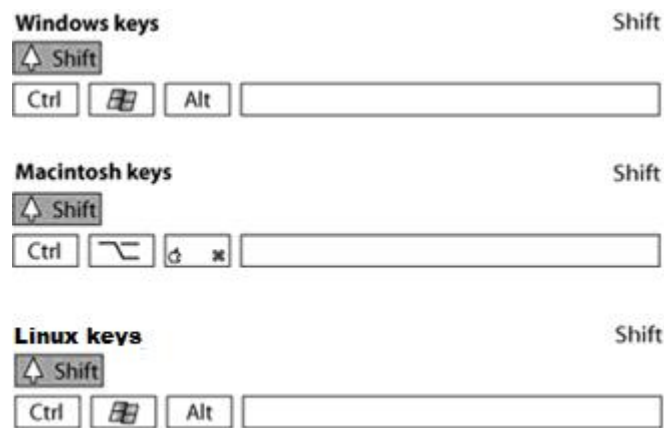 Windows keys Shift
Shift
Ctrl Alt
Macintosh keys Shift
Shift
Ctrl
Linux keys Shift
Shift
Ctrl Alt